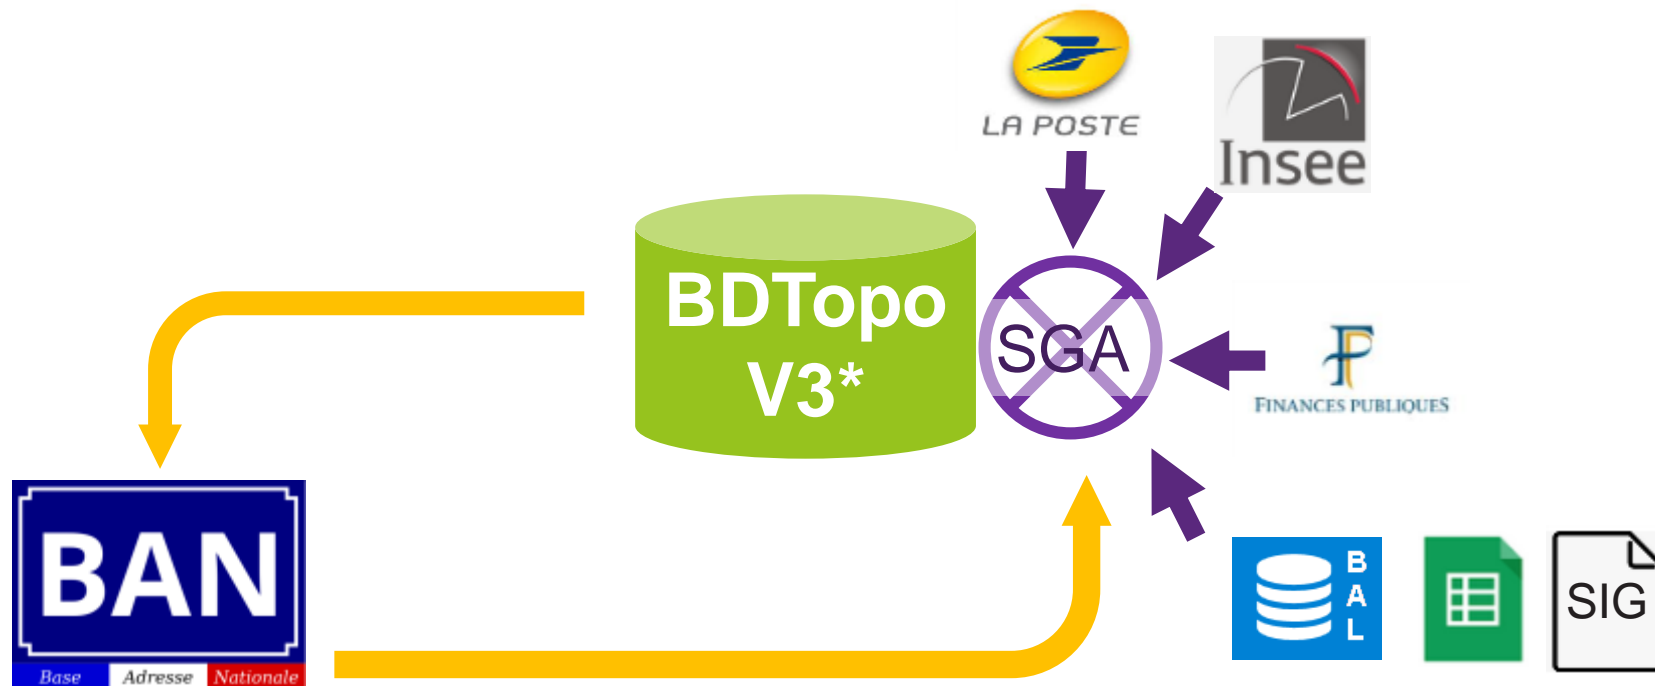 LA POSTE
Insee
BDTopo
V3*
SGA
FINANCES PUBLIQUES
BAN
Base Adresse Nationale
B
A
L
SIG